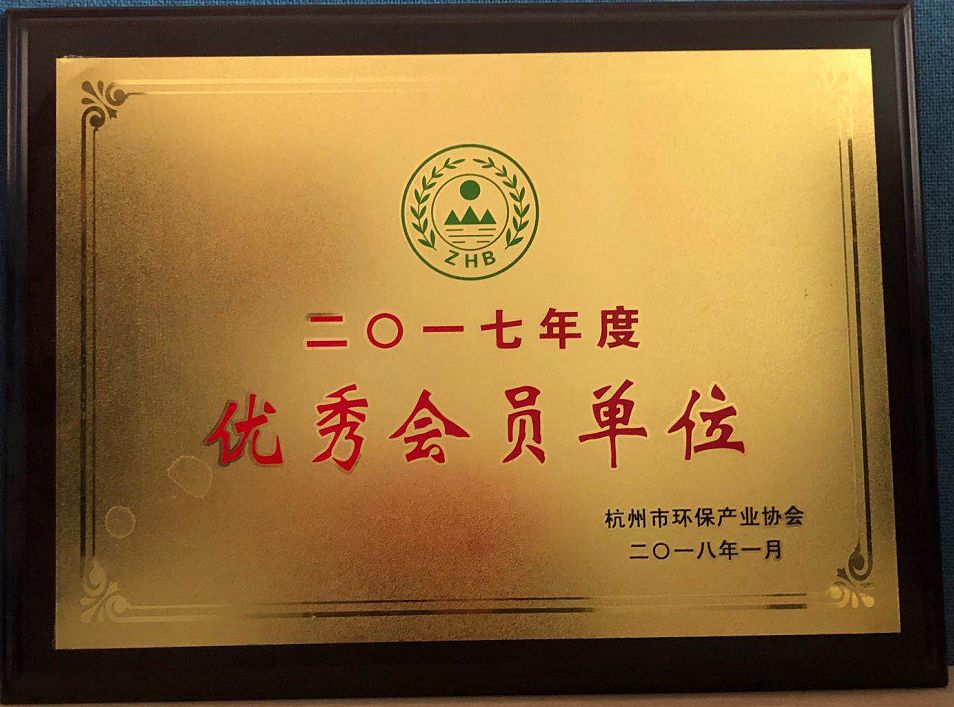 ZHB
二〇一七年度
优秀会员单位
杭州市环保产业协会
二〇一八年一月